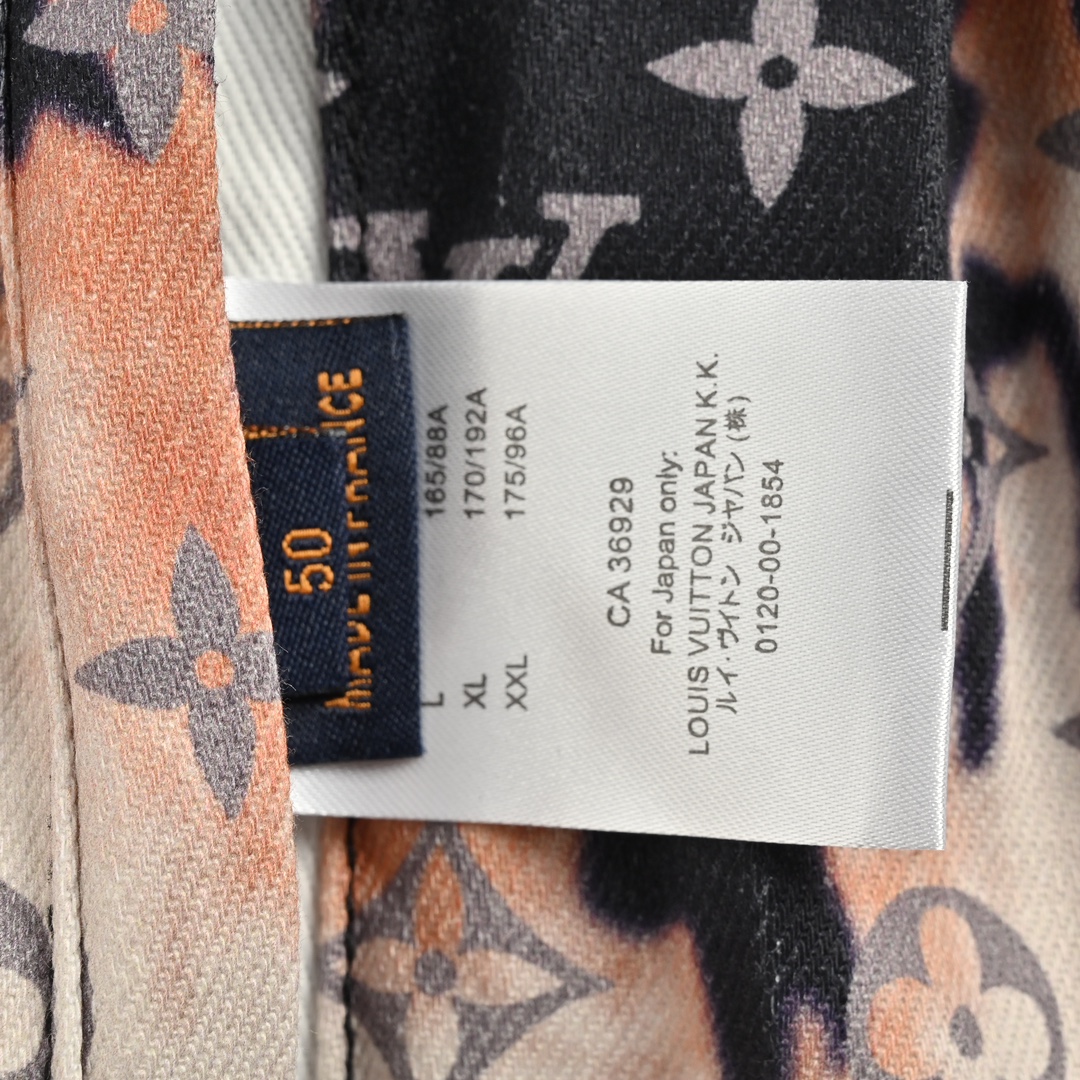 50
MADE IN FRANCE
L 165/88A
XL 170/192A
XXL 175/96A
CA 36929
For Japan only:
LOUIS VUITTON JAPAN K.K.
ルイ・ヴィトン ジャパン (株)
0120-00-1854